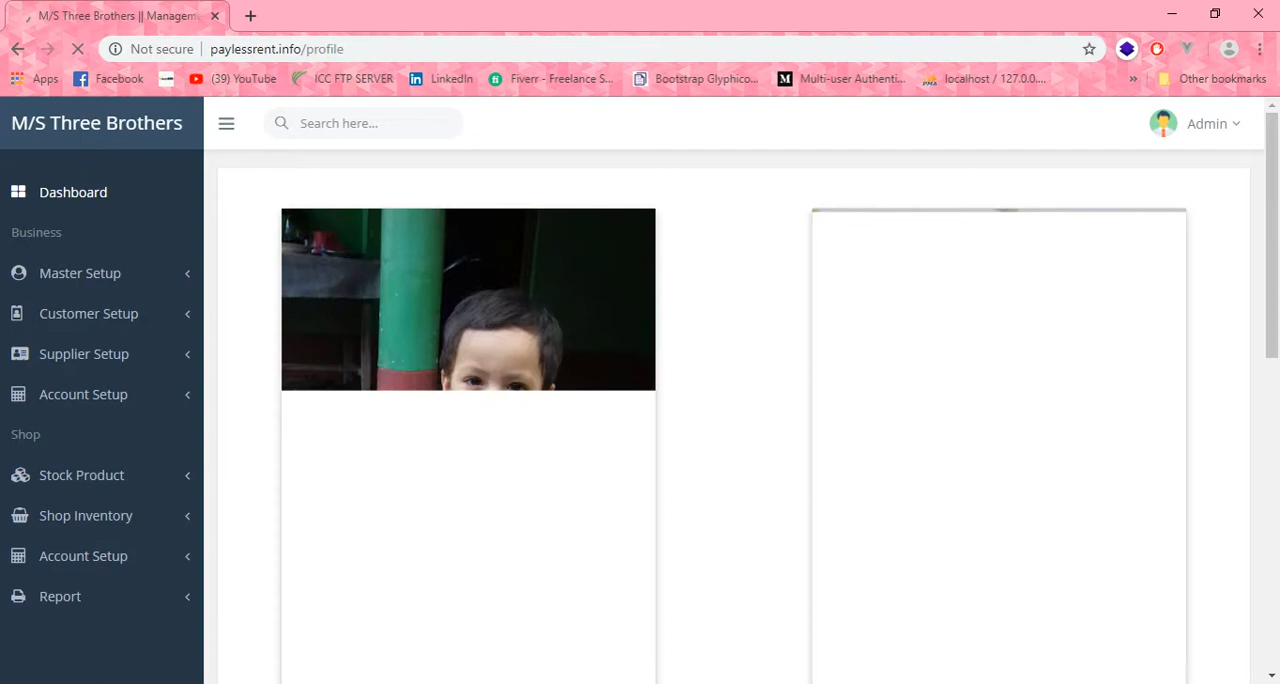 M/S Three Brothers || Managem
Not secure
paylessrent.info/profile
Apps
Facebook
(39) YouTube
ICC FTP SERVER
LinkedIn
Fiverr - Freelance S...
Bootstrap Glyphico...
Multi-user Authenti...
localhost / 127.0.0....
Other bookmarks
M/S Three Brothers
Search here...
Admin
Dashboard
Business
Master Setup
Customer Setup
Supplier Setup
Account Setup
Shop
Stock Product
Shop Inventory
Account Setup
Report